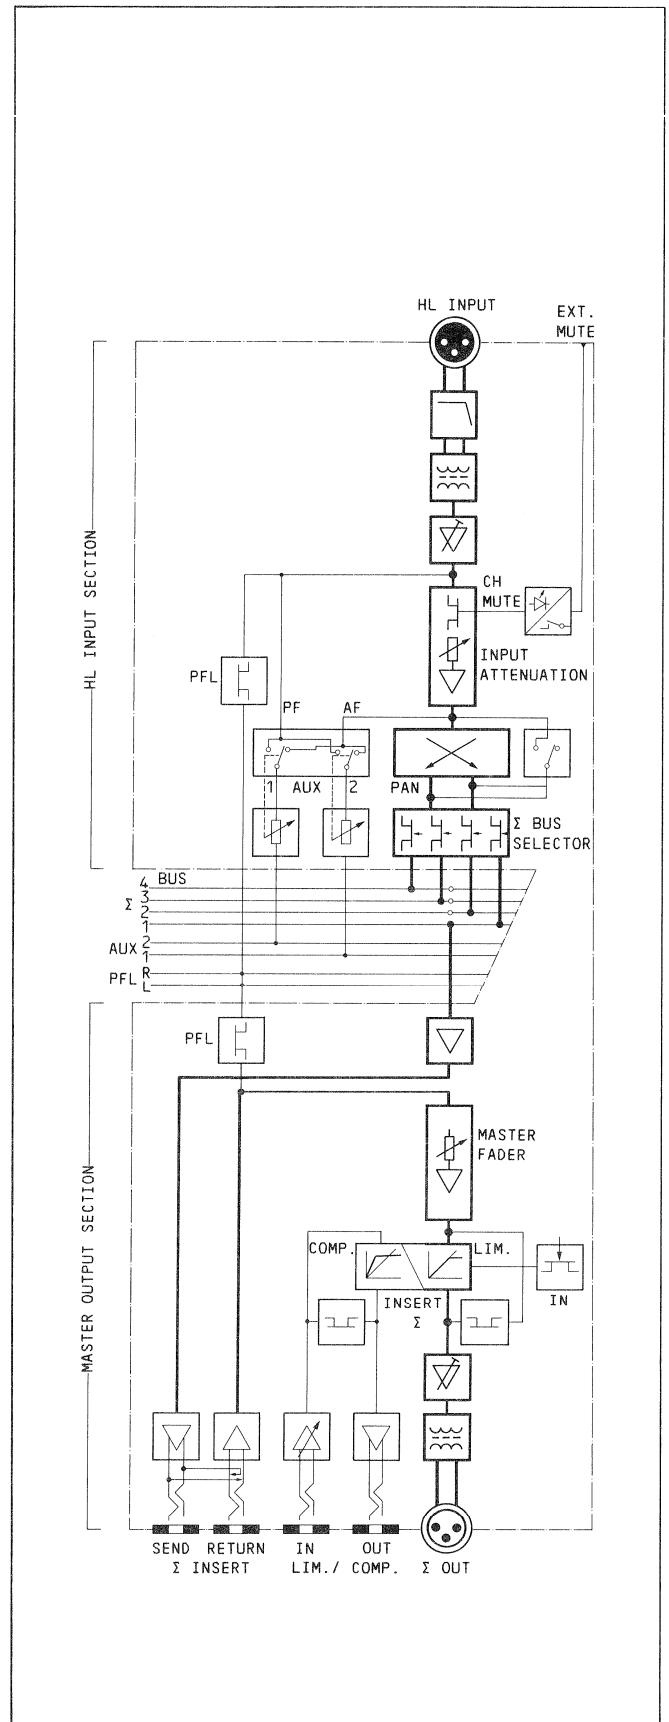 HL INPUT
EXT.
MUTE
HL INPUT SECTION
CH
MUTE
INPUT
ATTENUATION
PFL
PF
AF
1 AUX 2
PAN
Σ BUS
SELECTOR
4 BUS
3
Σ
2
1
2
AUX
1
PFL R
L
PFL
MASTER OUTPUT SECTION
MASTER
FADER
COMP.
LIM.
INSERT
Σ
IN
SEND RETURN IN OUT
Σ INSERT LIM./ COMP. Σ OUT